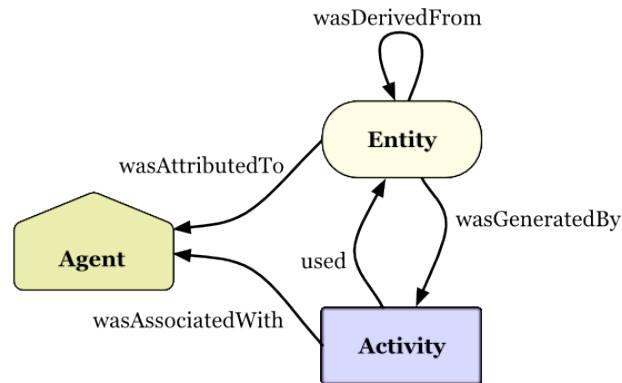 wasDerivedFrom
Entity
wasAttributedTo
wasGeneratedBy
Agent
used
wasAssociatedWith
Activity